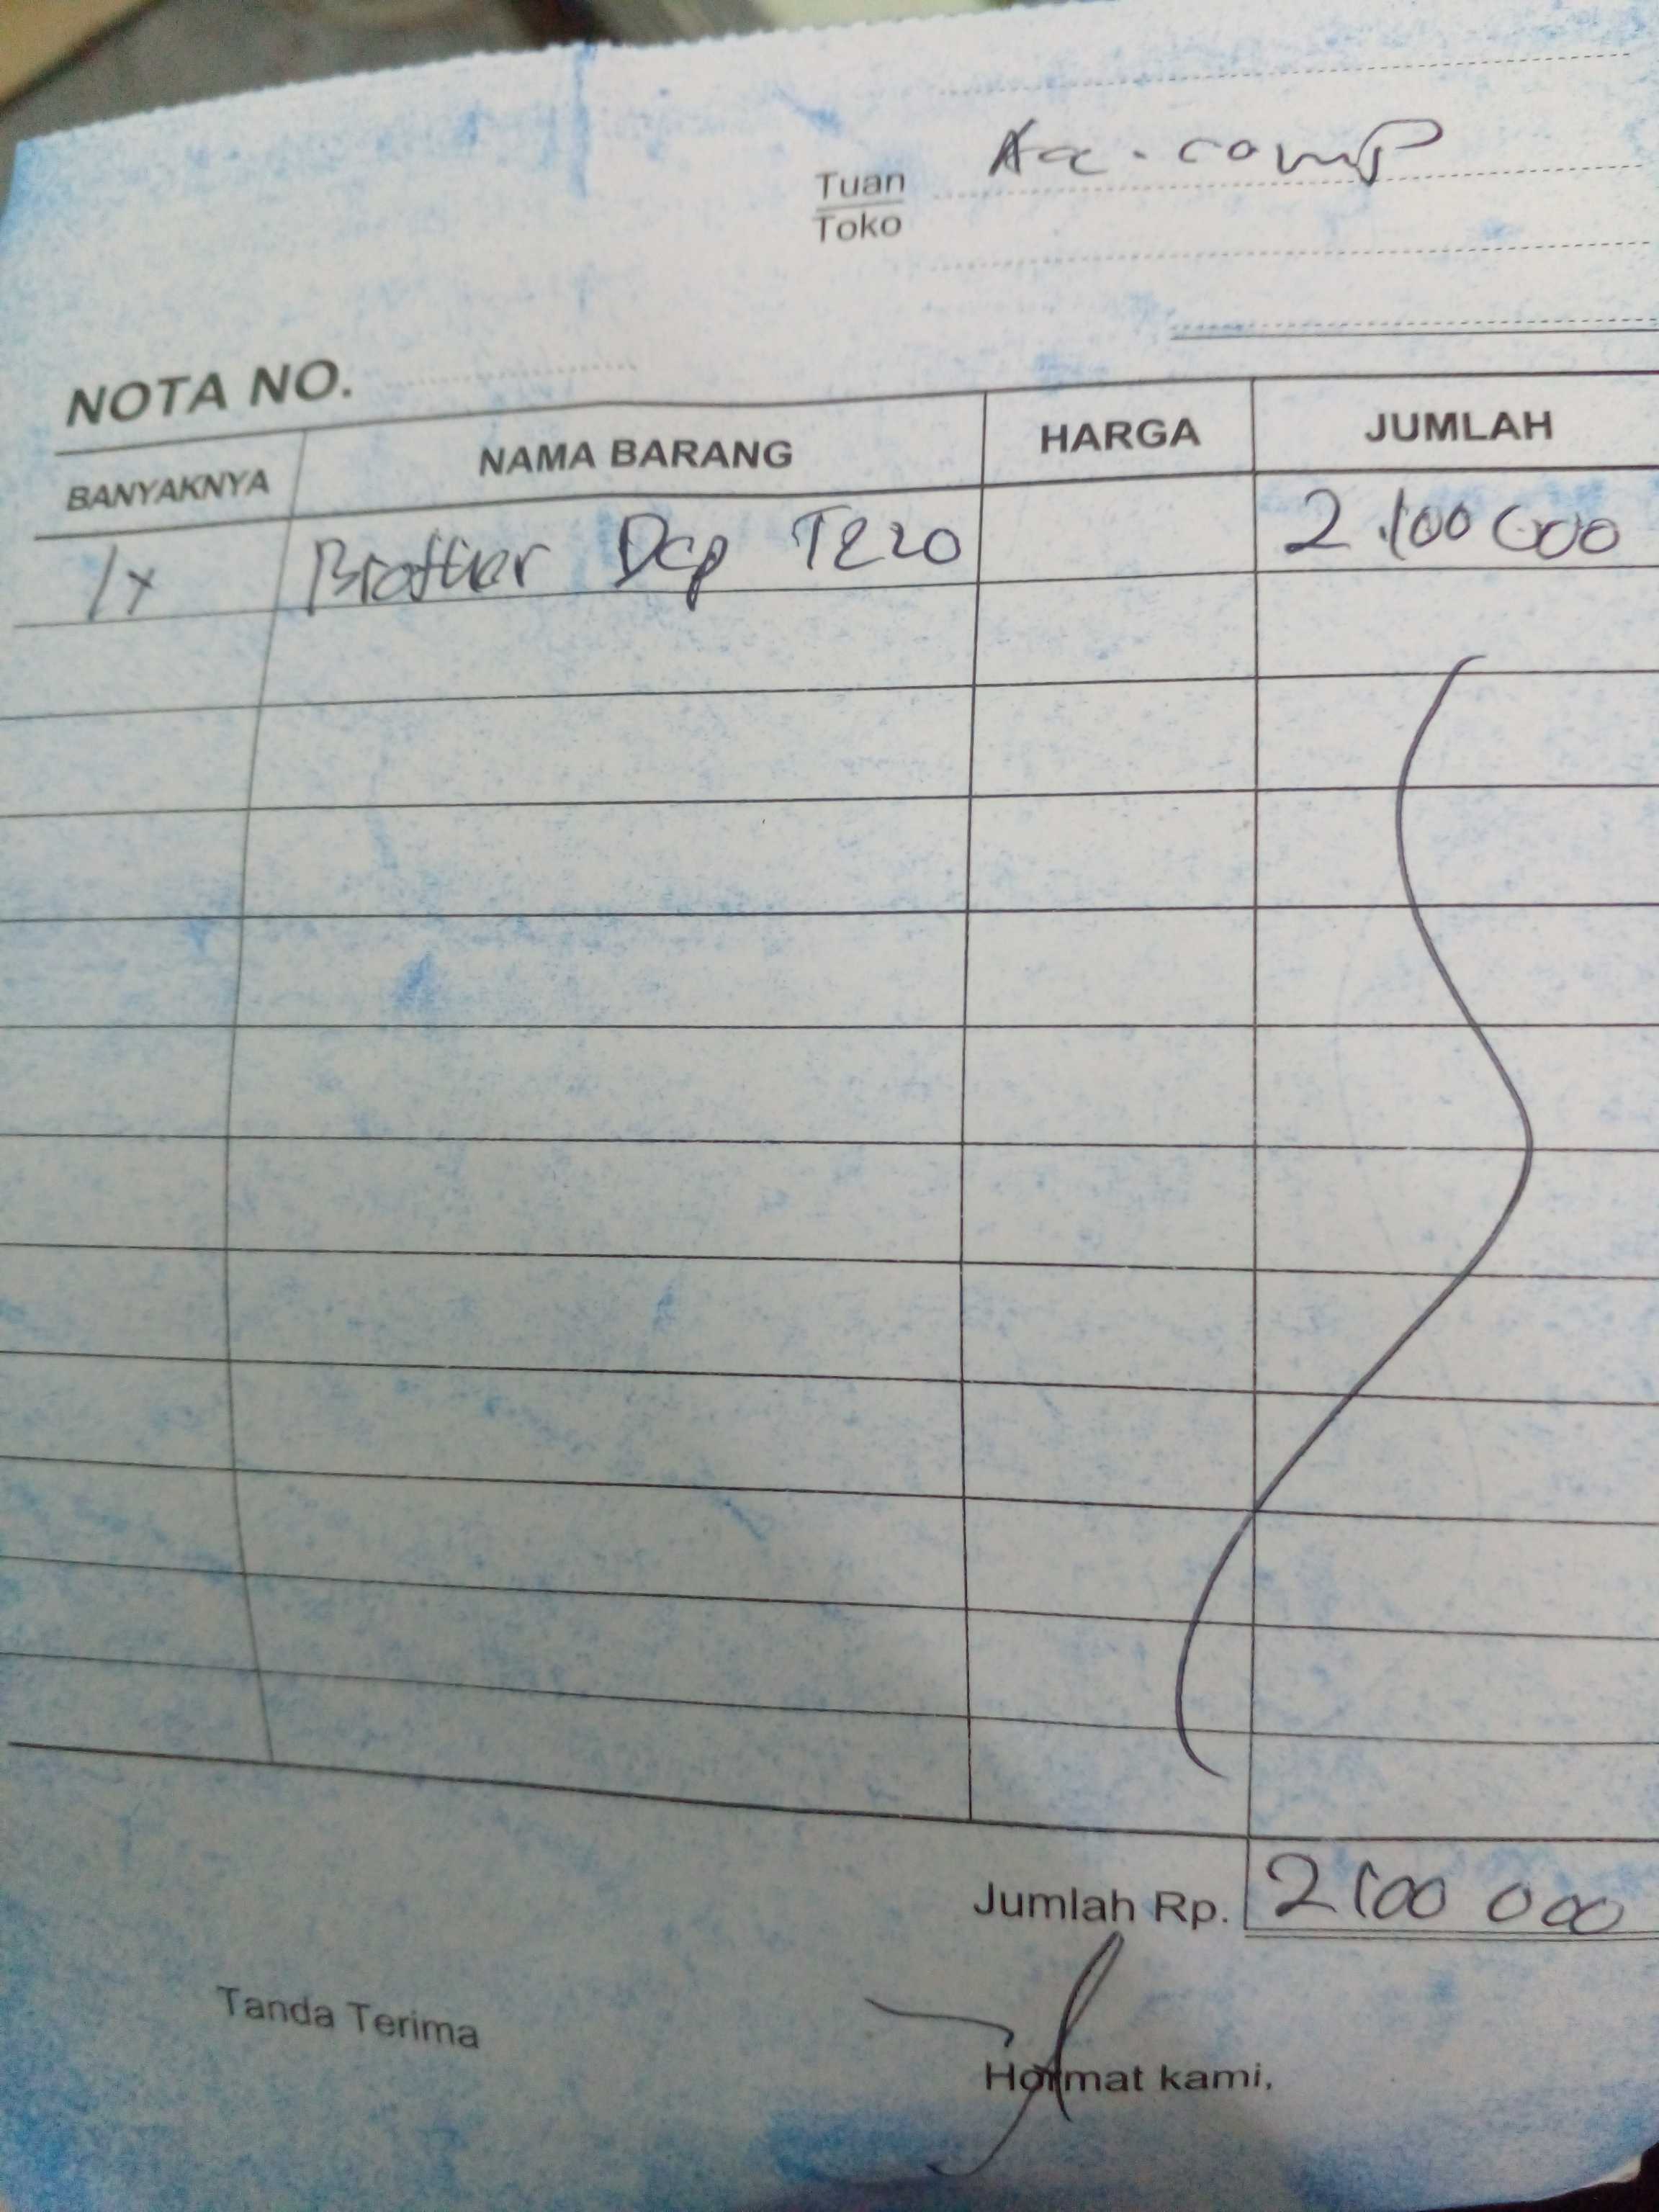 Tuan Acc. comp
Toko
NOTA NO.
BANYAKNYA NAMA BARANG HARGA JUMLAH
1x Brother Dcp T220 2.100 000
Jumlah Rp. 2100 000
Tanda Terima
Hormat kami,